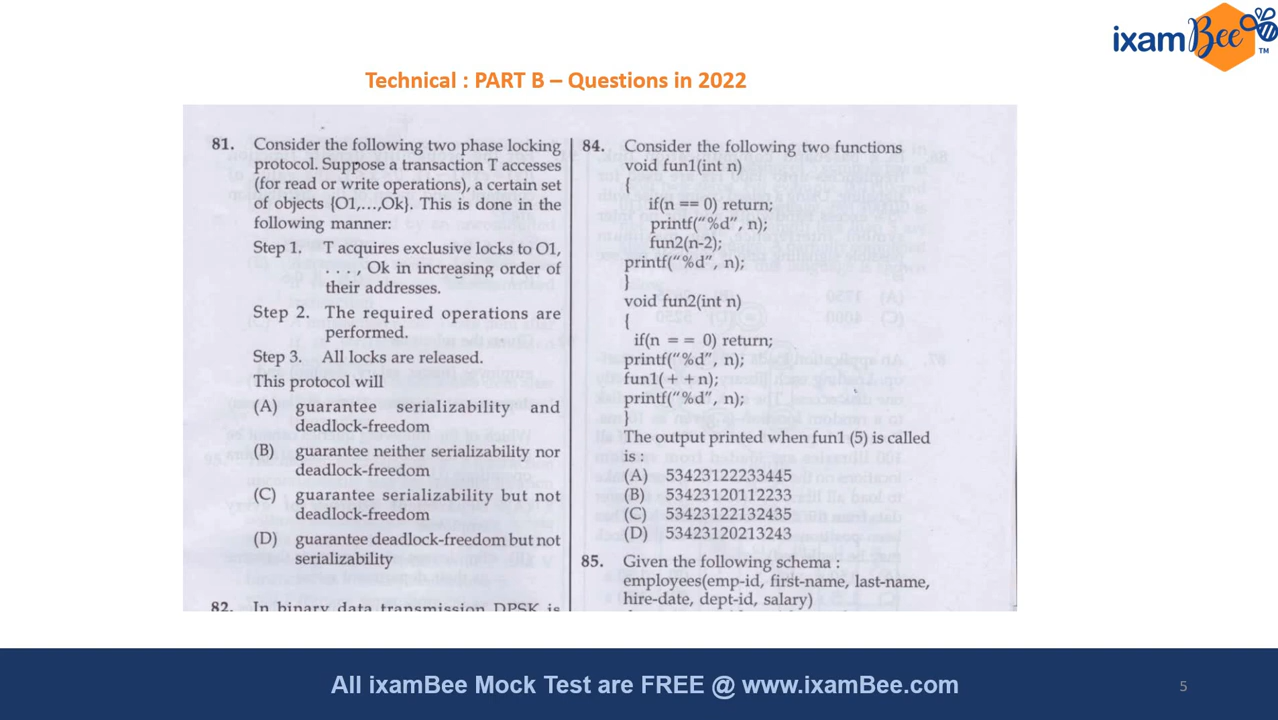 ixamBee
TM
Technical : PART B – Questions in 2022
81. Consider the following two phase locking
protocol. Suppose a transaction T accesses
(for read or write operations), a certain set
of objects {O1,...,Ok}. This is done in the
following manner:
Step 1. T acquires exclusive locks to O1,
. . . , Ok in increasing order of
their addresses.
Step 2. The required operations are
performed.
Step 3. All locks are released.
This protocol will
(A) guarantee serializability and
deadlock-freedom
(B) guarantee neither serializability nor
deadlock-freedom
(C) guarantee serializability but not
deadlock-freedom
(D) guarantee deadlock-freedom but not
serializability
82. In binary data transmission DPSK is
84. Consider the following two functions
void fun1(int n)
{
if(n == 0) return;
printf("%d", n);
fun2(n-2);
printf("%d", n);
}
void fun2(int n)
{
if(n = = 0) return;
printf("%d", n);
fun1(+ +n);
printf("%d", n);
}
The output printed when fun1 (5) is called
is :
(A) 53423122233445
(B) 53423120112233
(C) 53423122132435
(D) 53423120213243
85. Given the following schema :
employees(emp-id, first-name, last-name,
hire-date, dept-id, salary)
All ixamBee Mock Test are FREE @ www.ixamBee.com
5